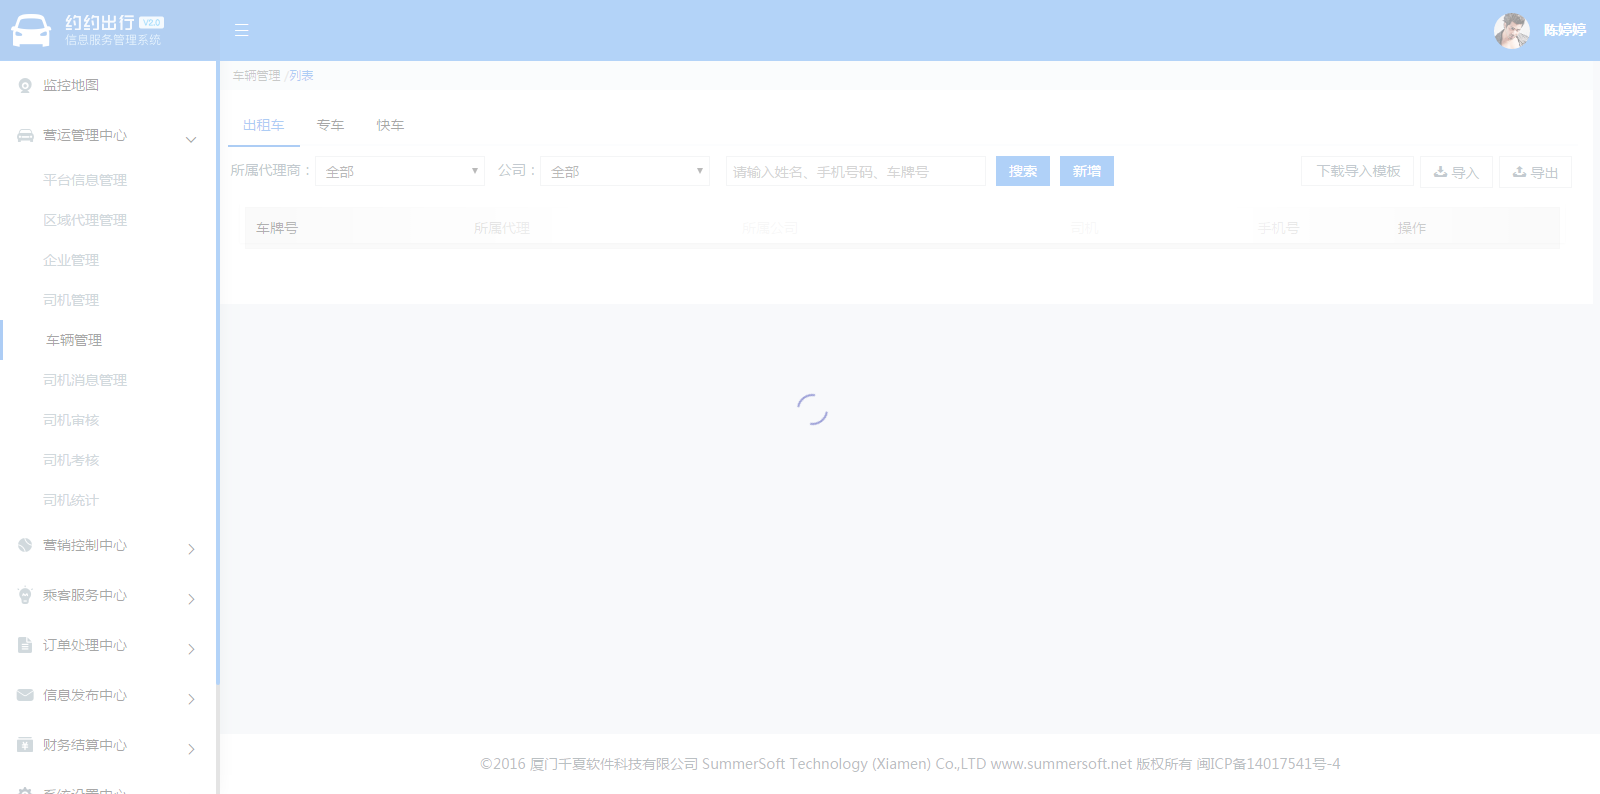 约约出行 V2.0
信息服务管理系统
陈婷婷
监控地图
营运管理中心
平台信息管理
区域代理管理
企业管理
司机管理
车辆管理
司机消息管理
司机审核
司机考核
司机统计
营销控制中心
乘客服务中心
订单处理中心
信息发布中心
财务结算中心
系统设置中心
车辆管理 /列表
出租车 专车 快车
所属代理商： 全部 公司： 全部 请输入姓名、手机号码、车牌号 搜索 新增 下载导入模板 导入 导出
车牌号 所属代理 所属公司 司机 手机号 操作
©2016 厦门千夏软件科技有限公司 SummerSoft Technology (Xiamen) Co.,LTD www.summersoft.net 版权所有 闽ICP备14017541号-4